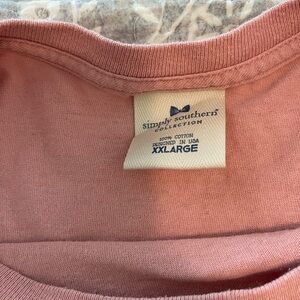 simply southern®
COLLECTION
100% COTTON
DESIGNED IN USA
XXLARGE